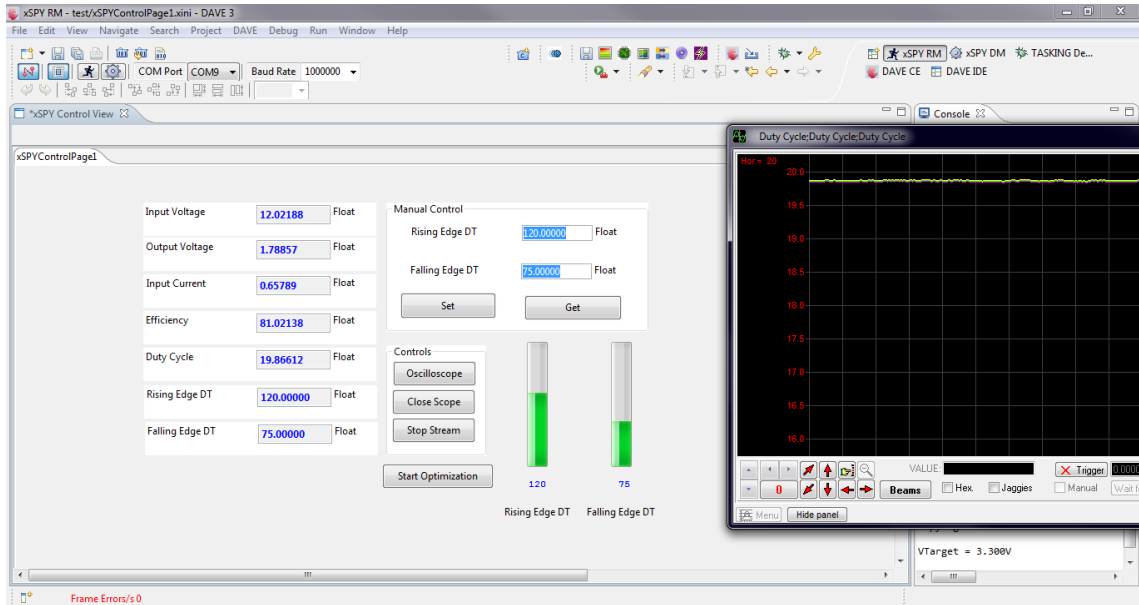 xSPY RM - test/xSPYControlPage1.xini - DAVE 3
File Edit View Navigate Search Project DAVE Debug Run Window Help
xSPY RM xSPY DM TASKING De...
COM Port COM9 Baud Rate 1000000
DAVE CE DAVE IDE
*xSPY Control View
Console
xSPYControlPage1
Input Voltage 12.02188 Float
Output Voltage 1.78857 Float
Input Current 0.65789 Float
Efficiency 81.02138 Float
Duty Cycle 19.86612 Float
Rising Edge DT 120.00000 Float
Falling Edge DT 75.00000 Float
Manual Control
Rising Edge DT 120.00000 Float
Falling Edge DT 75.00000 Float
Set Get
Controls
Oscilloscope
Close Scope
Stop Stream
Start Optimization
120 75
Rising Edge DT Falling Edge DT
Duty Cycle;Duty Cycle;Duty Cycle
Hor= 20
20.0
19.5
19.0
18.5
18.0
17.5
17.0
16.5
16.0
VALUE: Trigger 0.0000
0 Beams Hex. Jaggies Manual Wait f
Menu Hide panel
VTarget = 3.300V
Frame Errors/s 0